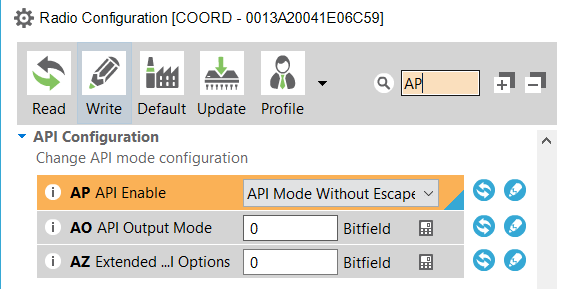 Radio Configuration [COORD - 0013A20041E06C59]
Read Write Default Update Profile AP
API Configuration
Change API mode configuration
i AP API Enable API Mode Without Escape
i AO API Output Mode 0 Bitfield
i AZ Extended ...I Options 0 Bitfield